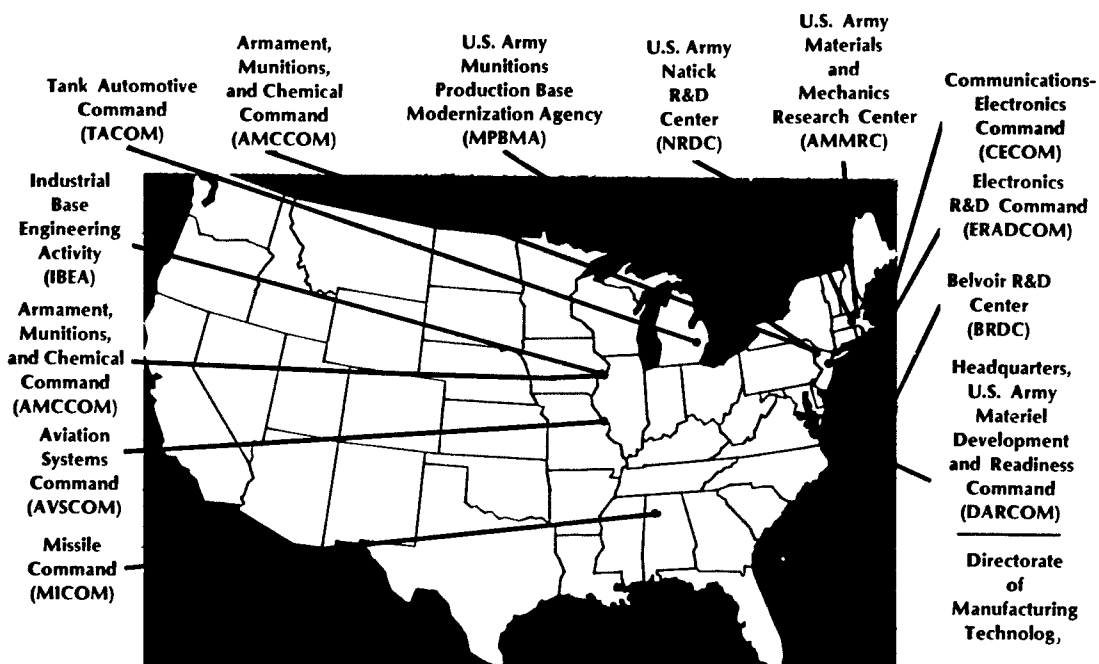 Tank Automotive
Command
(TACOM)
Armament,
Munitions,
and Chemical
Command
(AMCCOM)
U.S. Army
Munitions
Production Base
Modernization Agency
(MPBMA)
U.S. Army
Natick
R&D
Center
(NRDC)
U.S. Army
Materials
and
Mechanics
Research Center
(AMMRC)
Communications-
Electronics
Command
(CECOM)
Electronics
R&D Command
(ERADCOM)
Belvoir R&D
Center
(BRDC)
Headquarters,
U.S. Army
Materiel
Development
and Readiness
Command
(DARCOM)
Directorate
of
Manufacturing
Technolog,
Industrial
Base
Engineering
Activity
(IBEA)
Armament,
Munitions,
and Chemical
Command
(AMCCOM)
Aviation
Systems
Command
(AVSCOM)
Missile
Command
(MICOM)